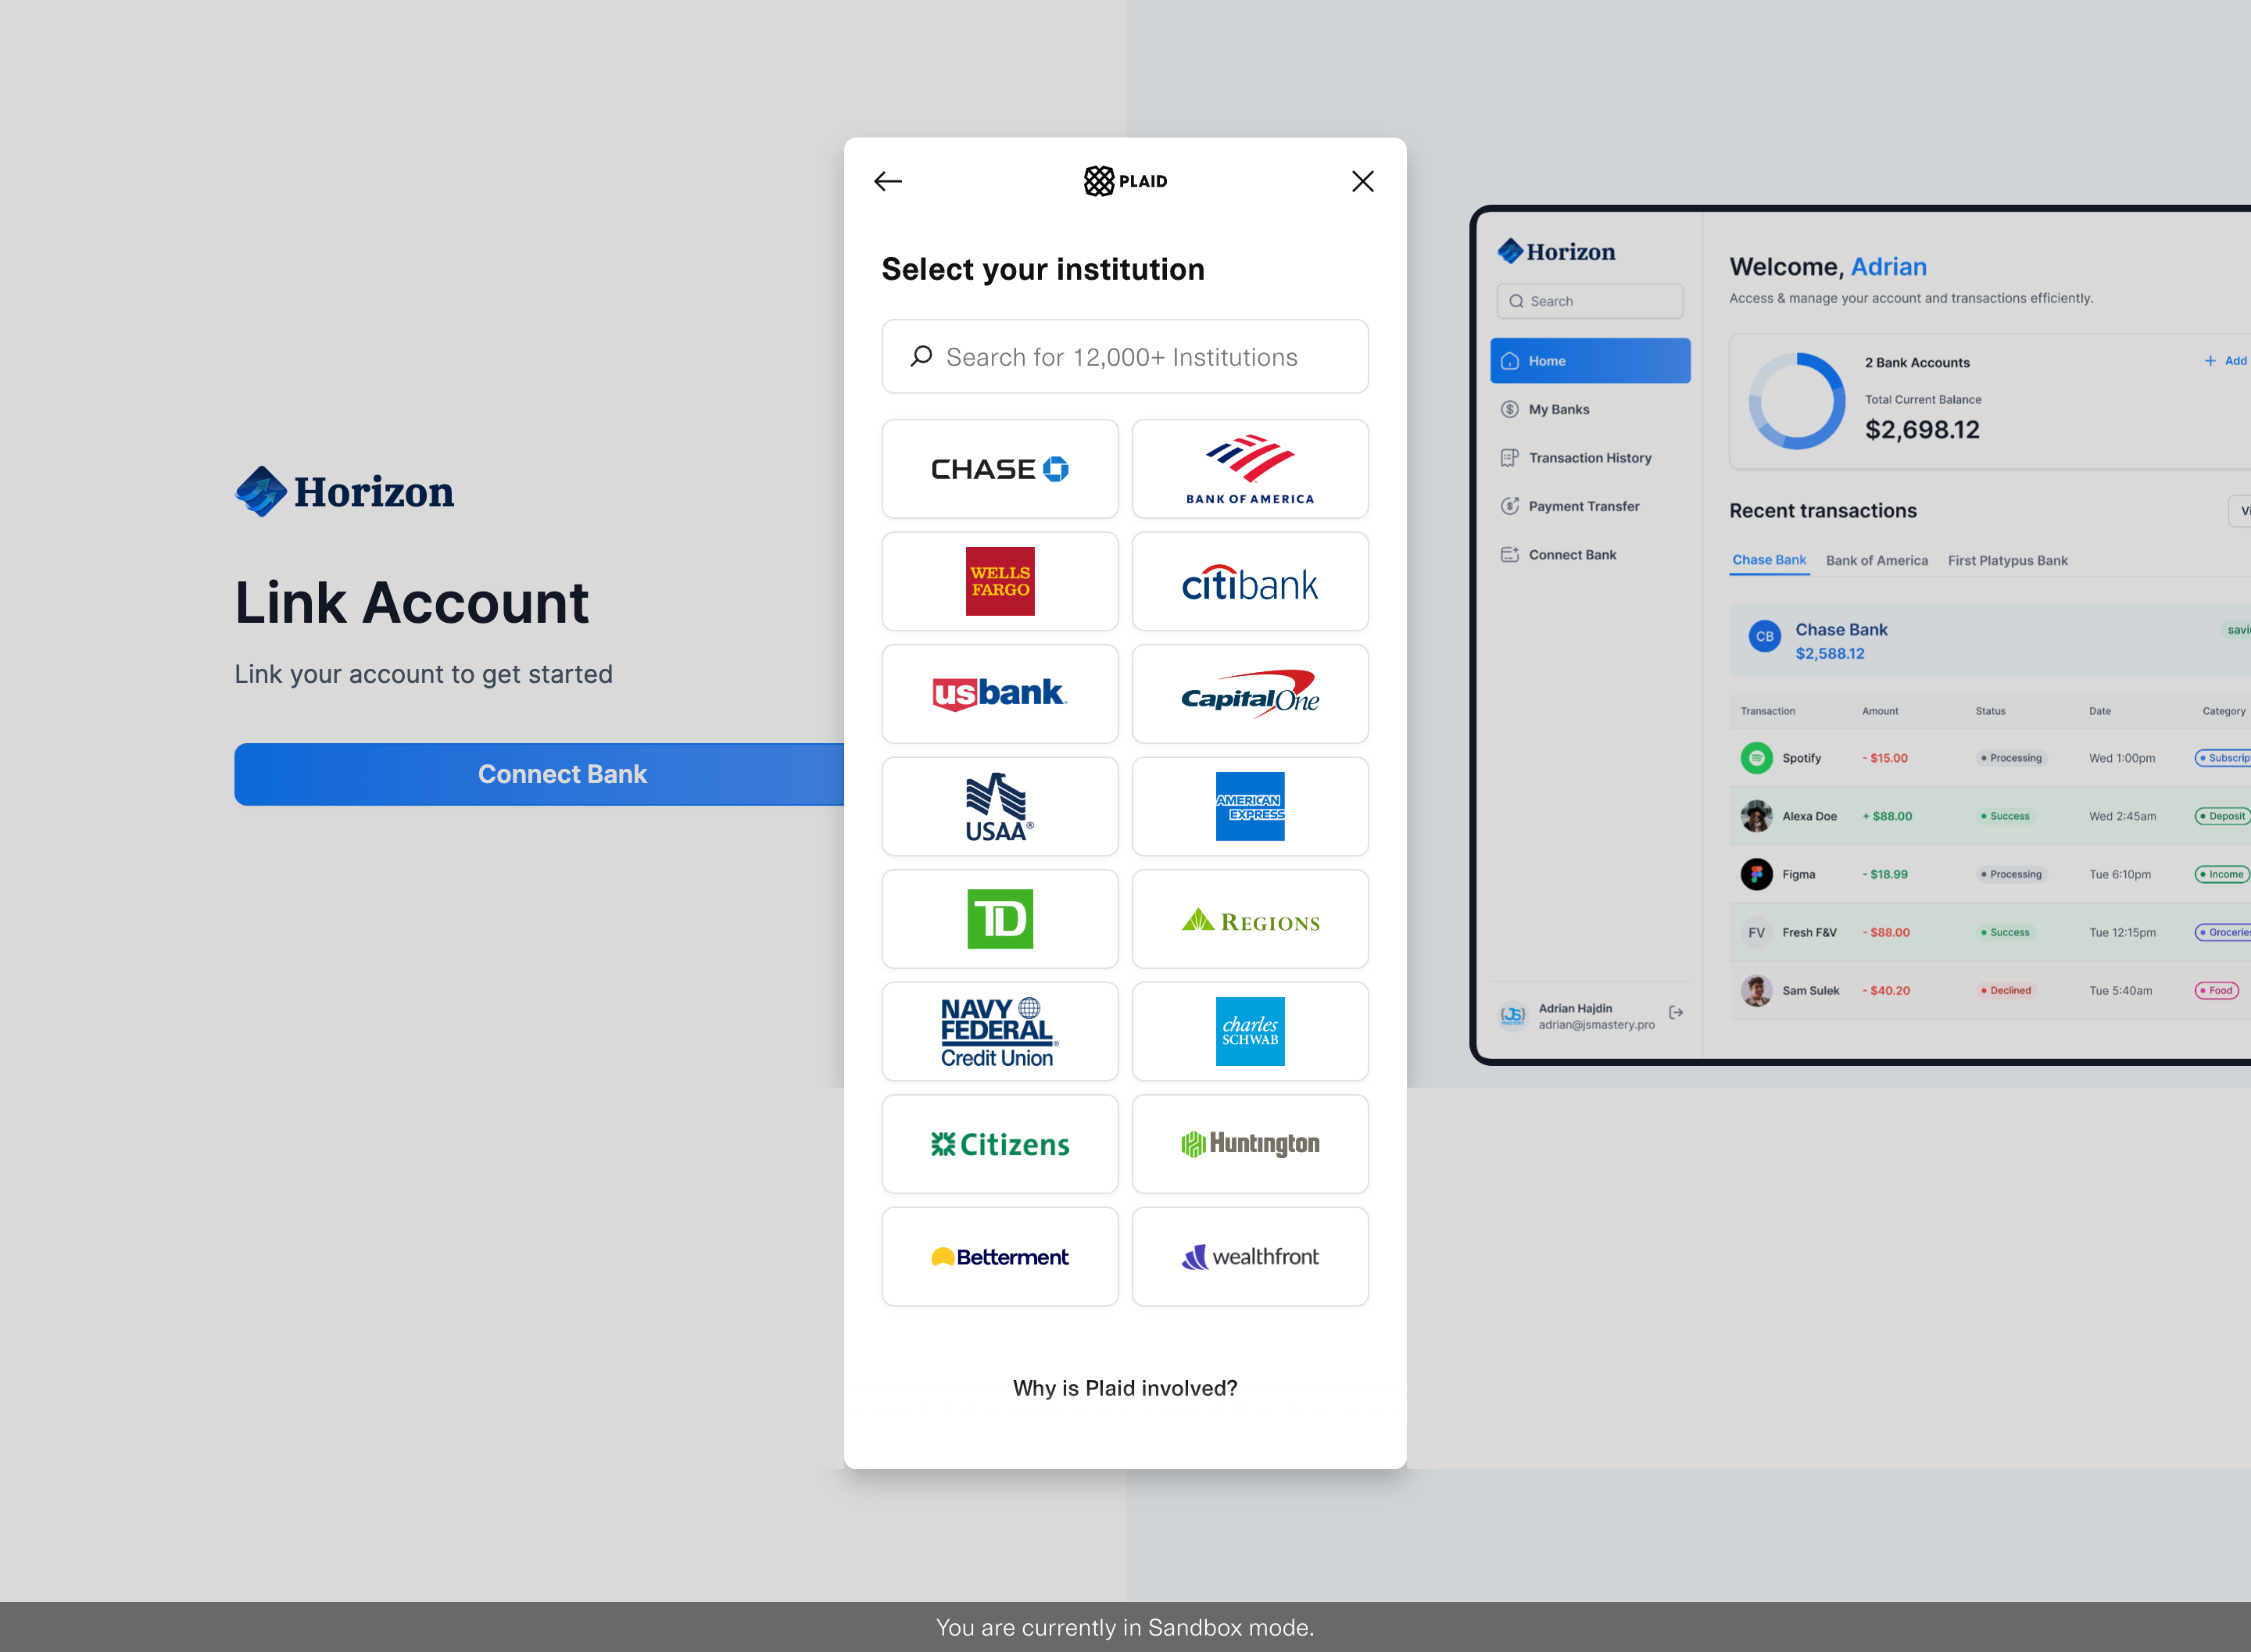 Horizon
Link Account
Link your account to get started
Connect Bank
PLAID
Select your institution
Search for 12,000+ Institutions
CHASE
BANK OF AMERICA
WELLS
FARGO
citibank
usbank
CapitalOne
USAA®
AMERICAN
EXPRESS
TD
REGIONS
NAVY
FEDERAL®
Credit Union
charles
SCHWAB
Citizens
Huntington
Betterment
wealthfront
Why is Plaid involved?
Horizon
Search
Home
My Banks
Transaction History
Payment Transfer
Connect Bank
Adrian Hajdin
adrian@jsmastery.pro
Welcome, Adrian
Access & manage your account and transactions efficiently.
2 Bank Accounts
+ Add
Total Current Balance
$2,698.12
Recent transactions
Vi
Chase Bank Bank of America First Platypus Bank
CB
Chase Bank
savi
$2,588.12
Transaction Amount Status Date Category
Spotify - $15.00 Processing Wed 1:00pm Subscrip
Alexa Doe + $88.00 Success Wed 2:45am Deposit
Figma - $18.99 Processing Tue 6:10pm Income
FV Fresh F&V - $88.00 Success Tue 12:15pm Groceries
Sam Sulek - $40.20 Declined Tue 5:40am Food
You are currently in Sandbox mode.